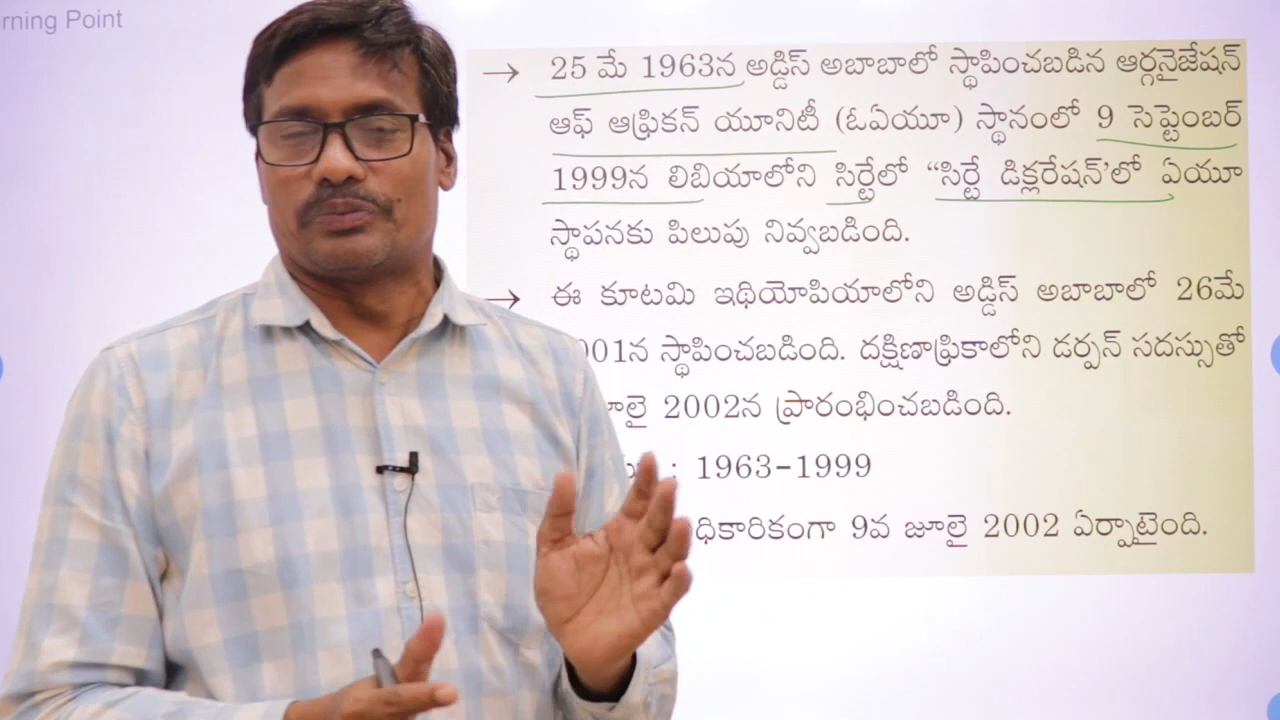 rning Point
→ 25 మే 1963న అడ్డిస్ అబాబాలో స్థాపించబడిన ఆర్గనైజేషన్
ఆఫ్ ఆఫ్రికన్ యూనిటీ (ఓఏయూ) స్థానంలో 9 సెప్టెంబర్
1999న లిబియాలోని సిర్టేలో “సిర్టే డిక్లరేషన్’లో ఏయూ
స్థాపనకు పిలుపు నివ్వబడింది.
→ ఈ కూటమి ఇథియోపియాలోని అడ్డిస్ అబాబాలో 26మే
001న స్థాపించబడింది. దక్షిణాఫ్రికాలోని డర్బన్ సదస్సుతో
లై 2002న ప్రారంభించబడింది.
: 1963-1999
ధికారికంగా 9వ జూలై 2002 ఏర్పాటైంది.